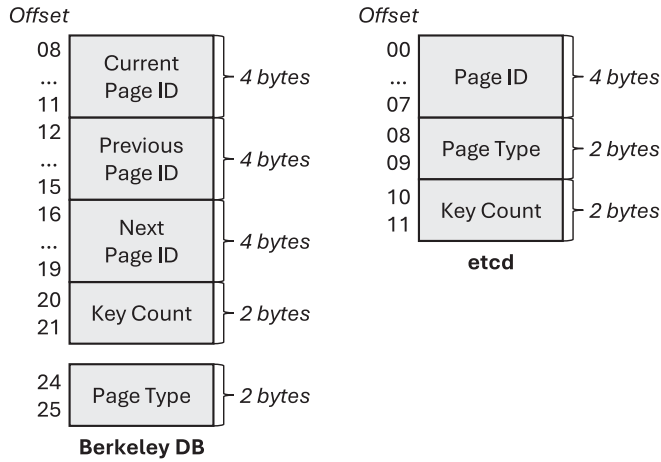 Offset
08
...
11
Current
Page ID
4 bytes
12
...
15
Previous
Page ID
4 bytes
16
...
19
Next
Page ID
4 bytes
20
21
Key Count
2 bytes
24
25
Page Type
2 bytes
Berkeley DB
Offset
00
...
07
Page ID
4 bytes
08
09
Page Type
2 bytes
10
11
Key Count
2 bytes
etcd